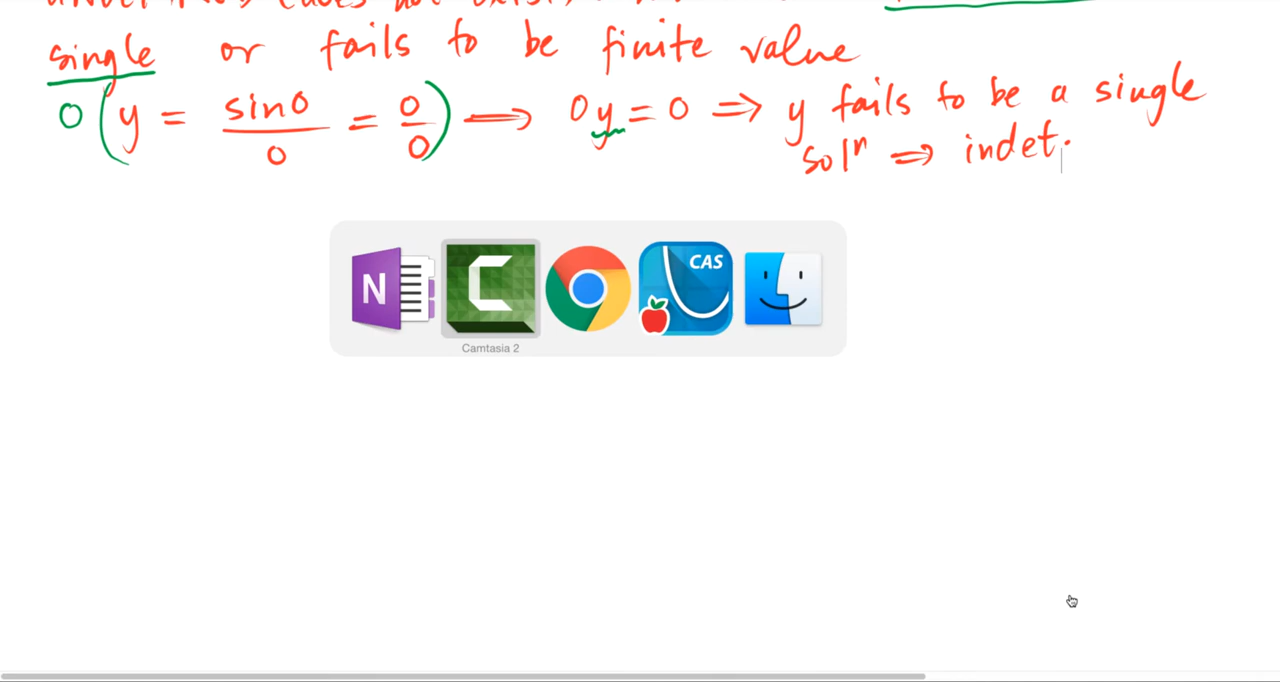 single or fails to be finite value
0 ( y = sin0 / 0 = 0 / 0 ) → 0y = 0 ⇒ y fails to be a single
solⁿ ⇒ indet.
N
C
CAS
Camtasia 2